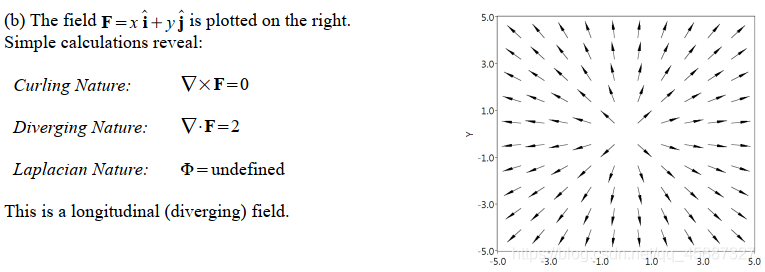 (b) The field F = x î + y ĵ is plotted on the right.
Simple calculations reveal:
Curling Nature: ∇×F=0
Diverging Nature: ∇·F=2
Laplacian Nature: Φ=undefined
This is a longitudinal (diverging) field.
5.0
3.0
1.0
Y
-1.0
-3.0
-5.0
-5.0 -3.0 -1.0 1.0 3.0 5.0